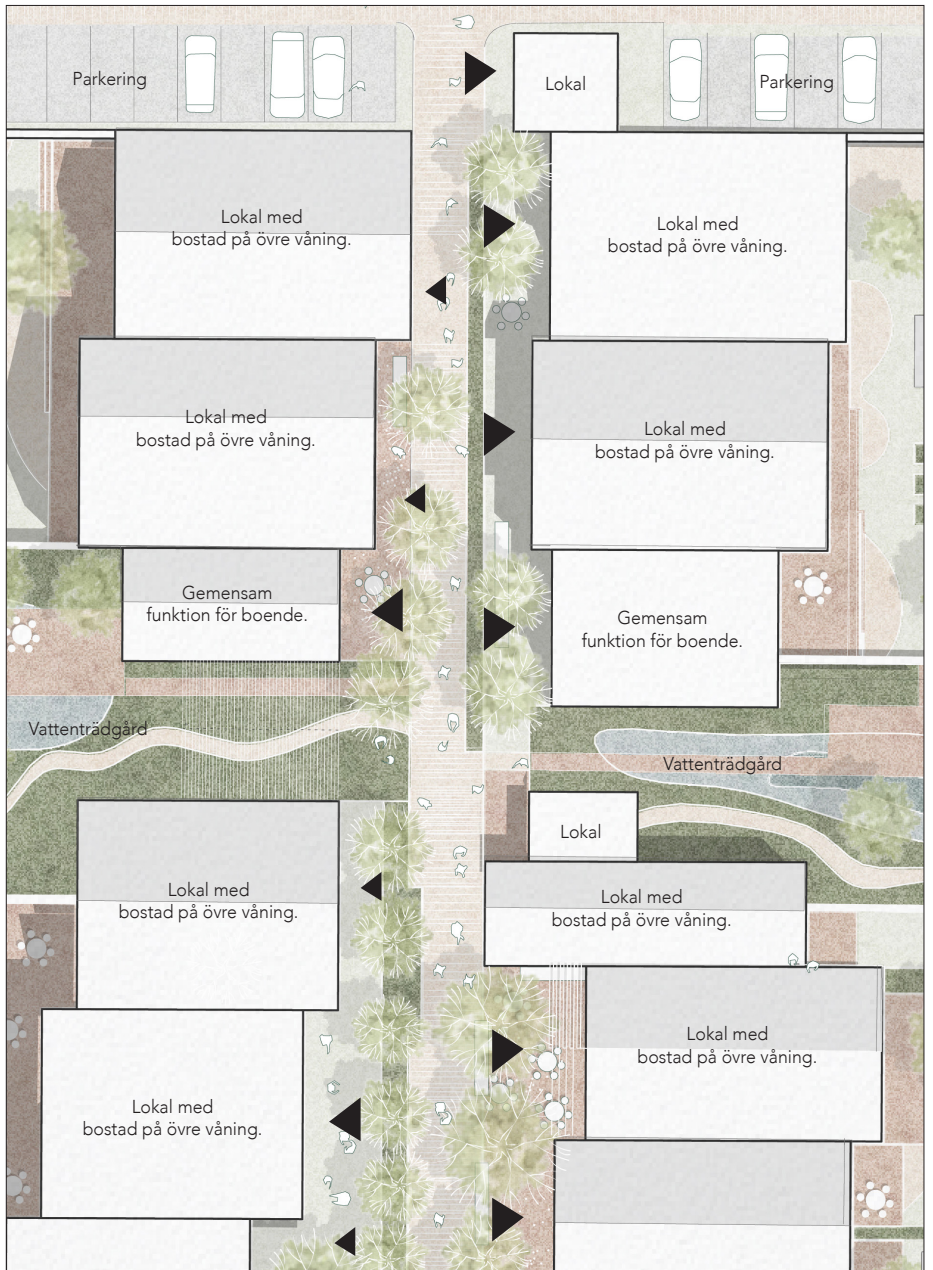 Parkering
Lokal
Parkering
Lokal med
bostad på övre våning.
Lokal med
bostad på övre våning.
Lokal med
bostad på övre våning.
Lokal med
bostad på övre våning.
Gemensam
funktion för boende.
Gemensam
funktion för boende.
Vattenträdgård
Vattenträdgård
Lokal
Lokal med
bostad på övre våning.
Lokal med
bostad på övre våning.
Lokal med
bostad på övre våning.
Lokal med
bostad på övre våning.